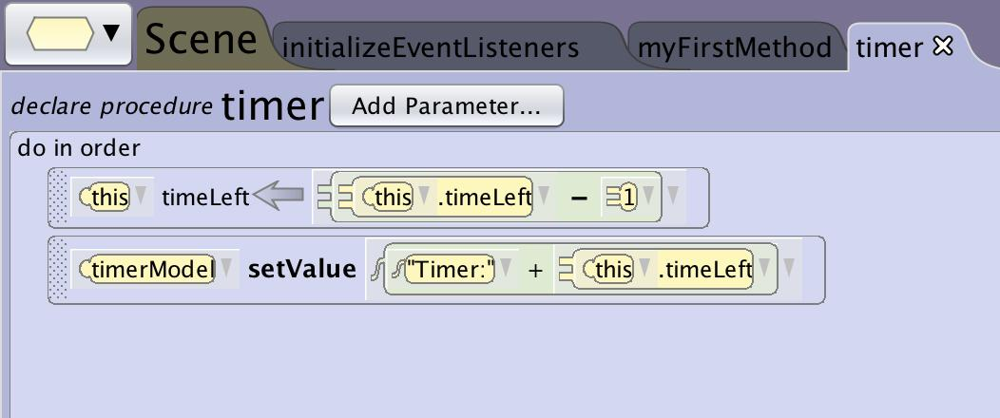 Scene initializeEventListeners myFirstMethod timer
declare procedure timer Add Parameter...
do in order
this timeLeft this .timeLeft - 1
timerModel setValue "Timer:" + this .timeLeft